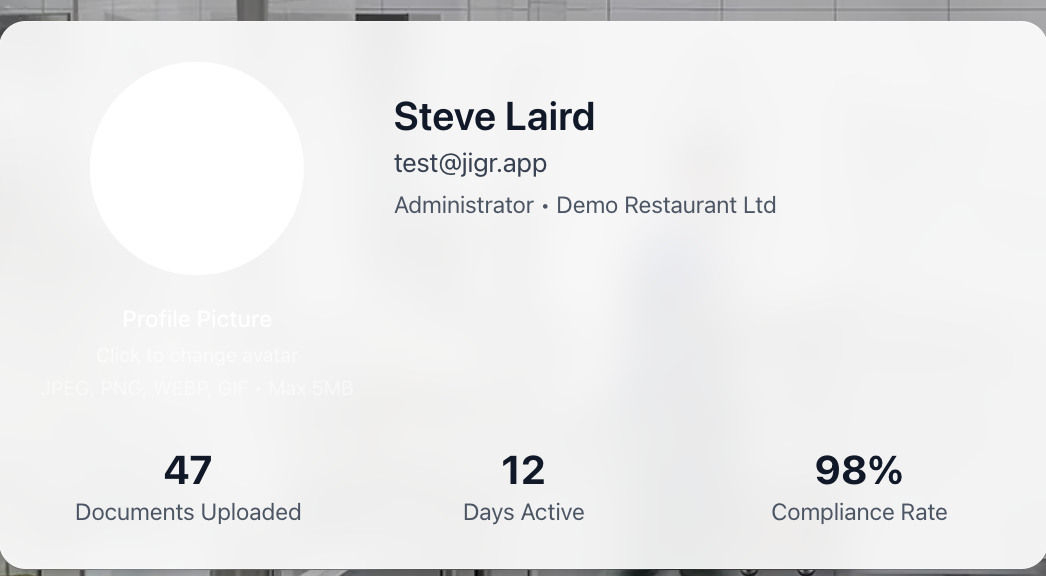 Steve Laird
test@jigr.app
Administrator • Demo Restaurant Ltd
Profile Picture
Click to change avatar
JPEG, PNG, WEBP, GIF • Max 5MB
47
Documents Uploaded
12
Days Active
98%
Compliance Rate